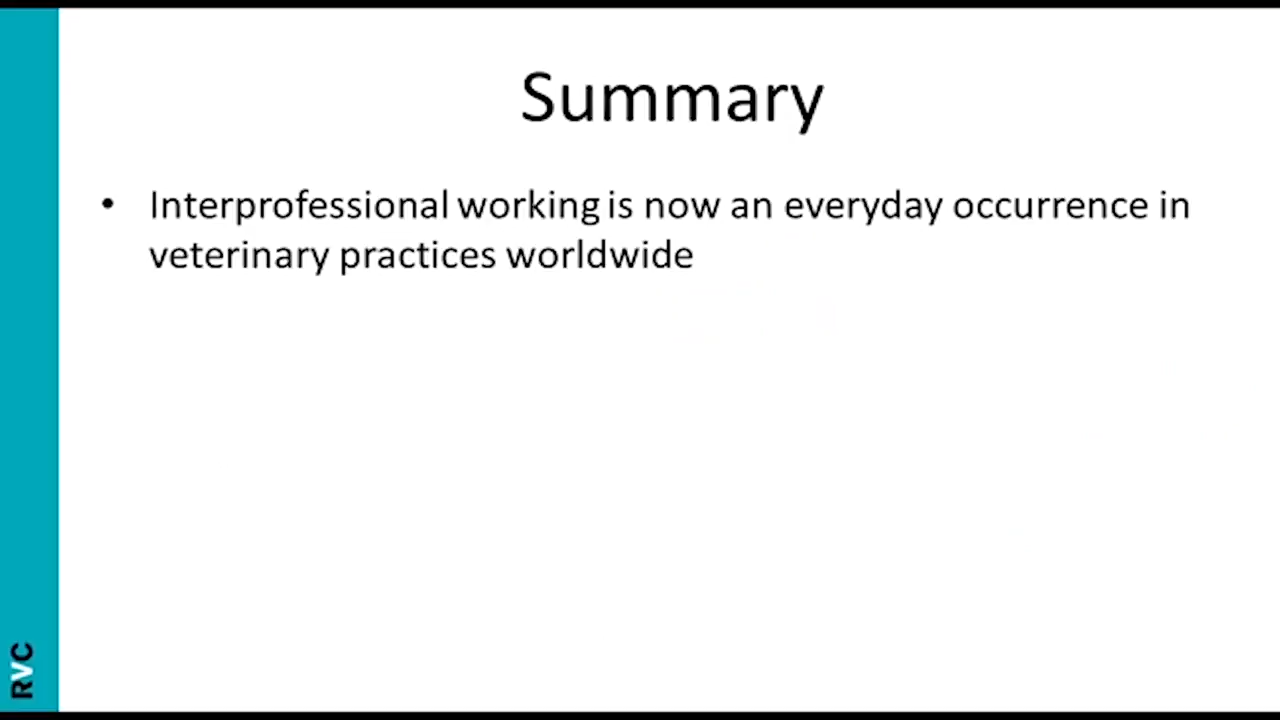 Summary
• Interprofessional working is now an everyday occurrence in
veterinary practices worldwide
RVC